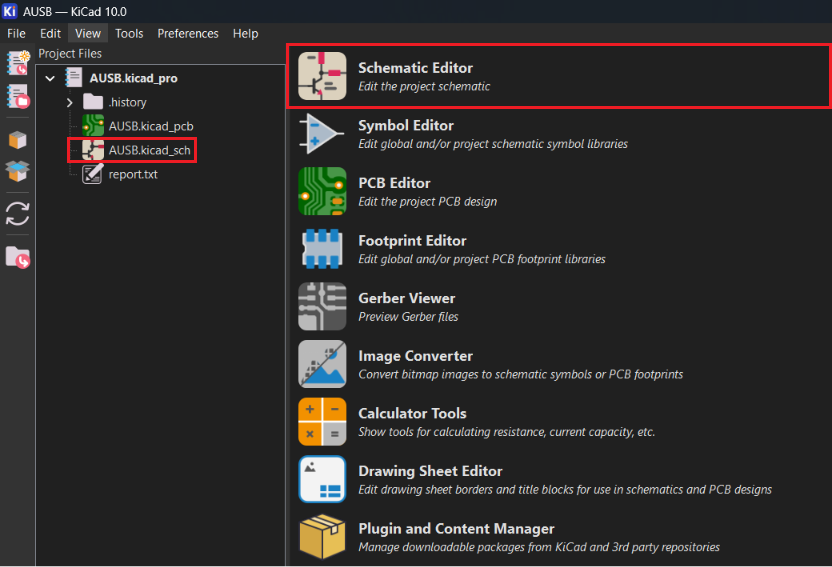 Ki AUSB — KiCad 10.0
File Edit View Tools Preferences Help
Project Files
AUSB.kicad_pro
.history
AUSB.kicad_pcb
AUSB.kicad_sch
report.txt
Schematic Editor
Edit the project schematic
Symbol Editor
Edit global and/or project schematic symbol libraries
PCB Editor
Edit the project PCB design
Footprint Editor
Edit global and/or project PCB footprint libraries
Gerber Viewer
Preview Gerber files
Image Converter
Convert bitmap images to schematic symbols or PCB footprints
Calculator Tools
Show tools for calculating resistance, current capacity, etc.
Drawing Sheet Editor
Edit drawing sheet borders and title blocks for use in schematics and PCB designs
Plugin and Content Manager
Manage downloadable packages from KiCad and 3rd party repositories